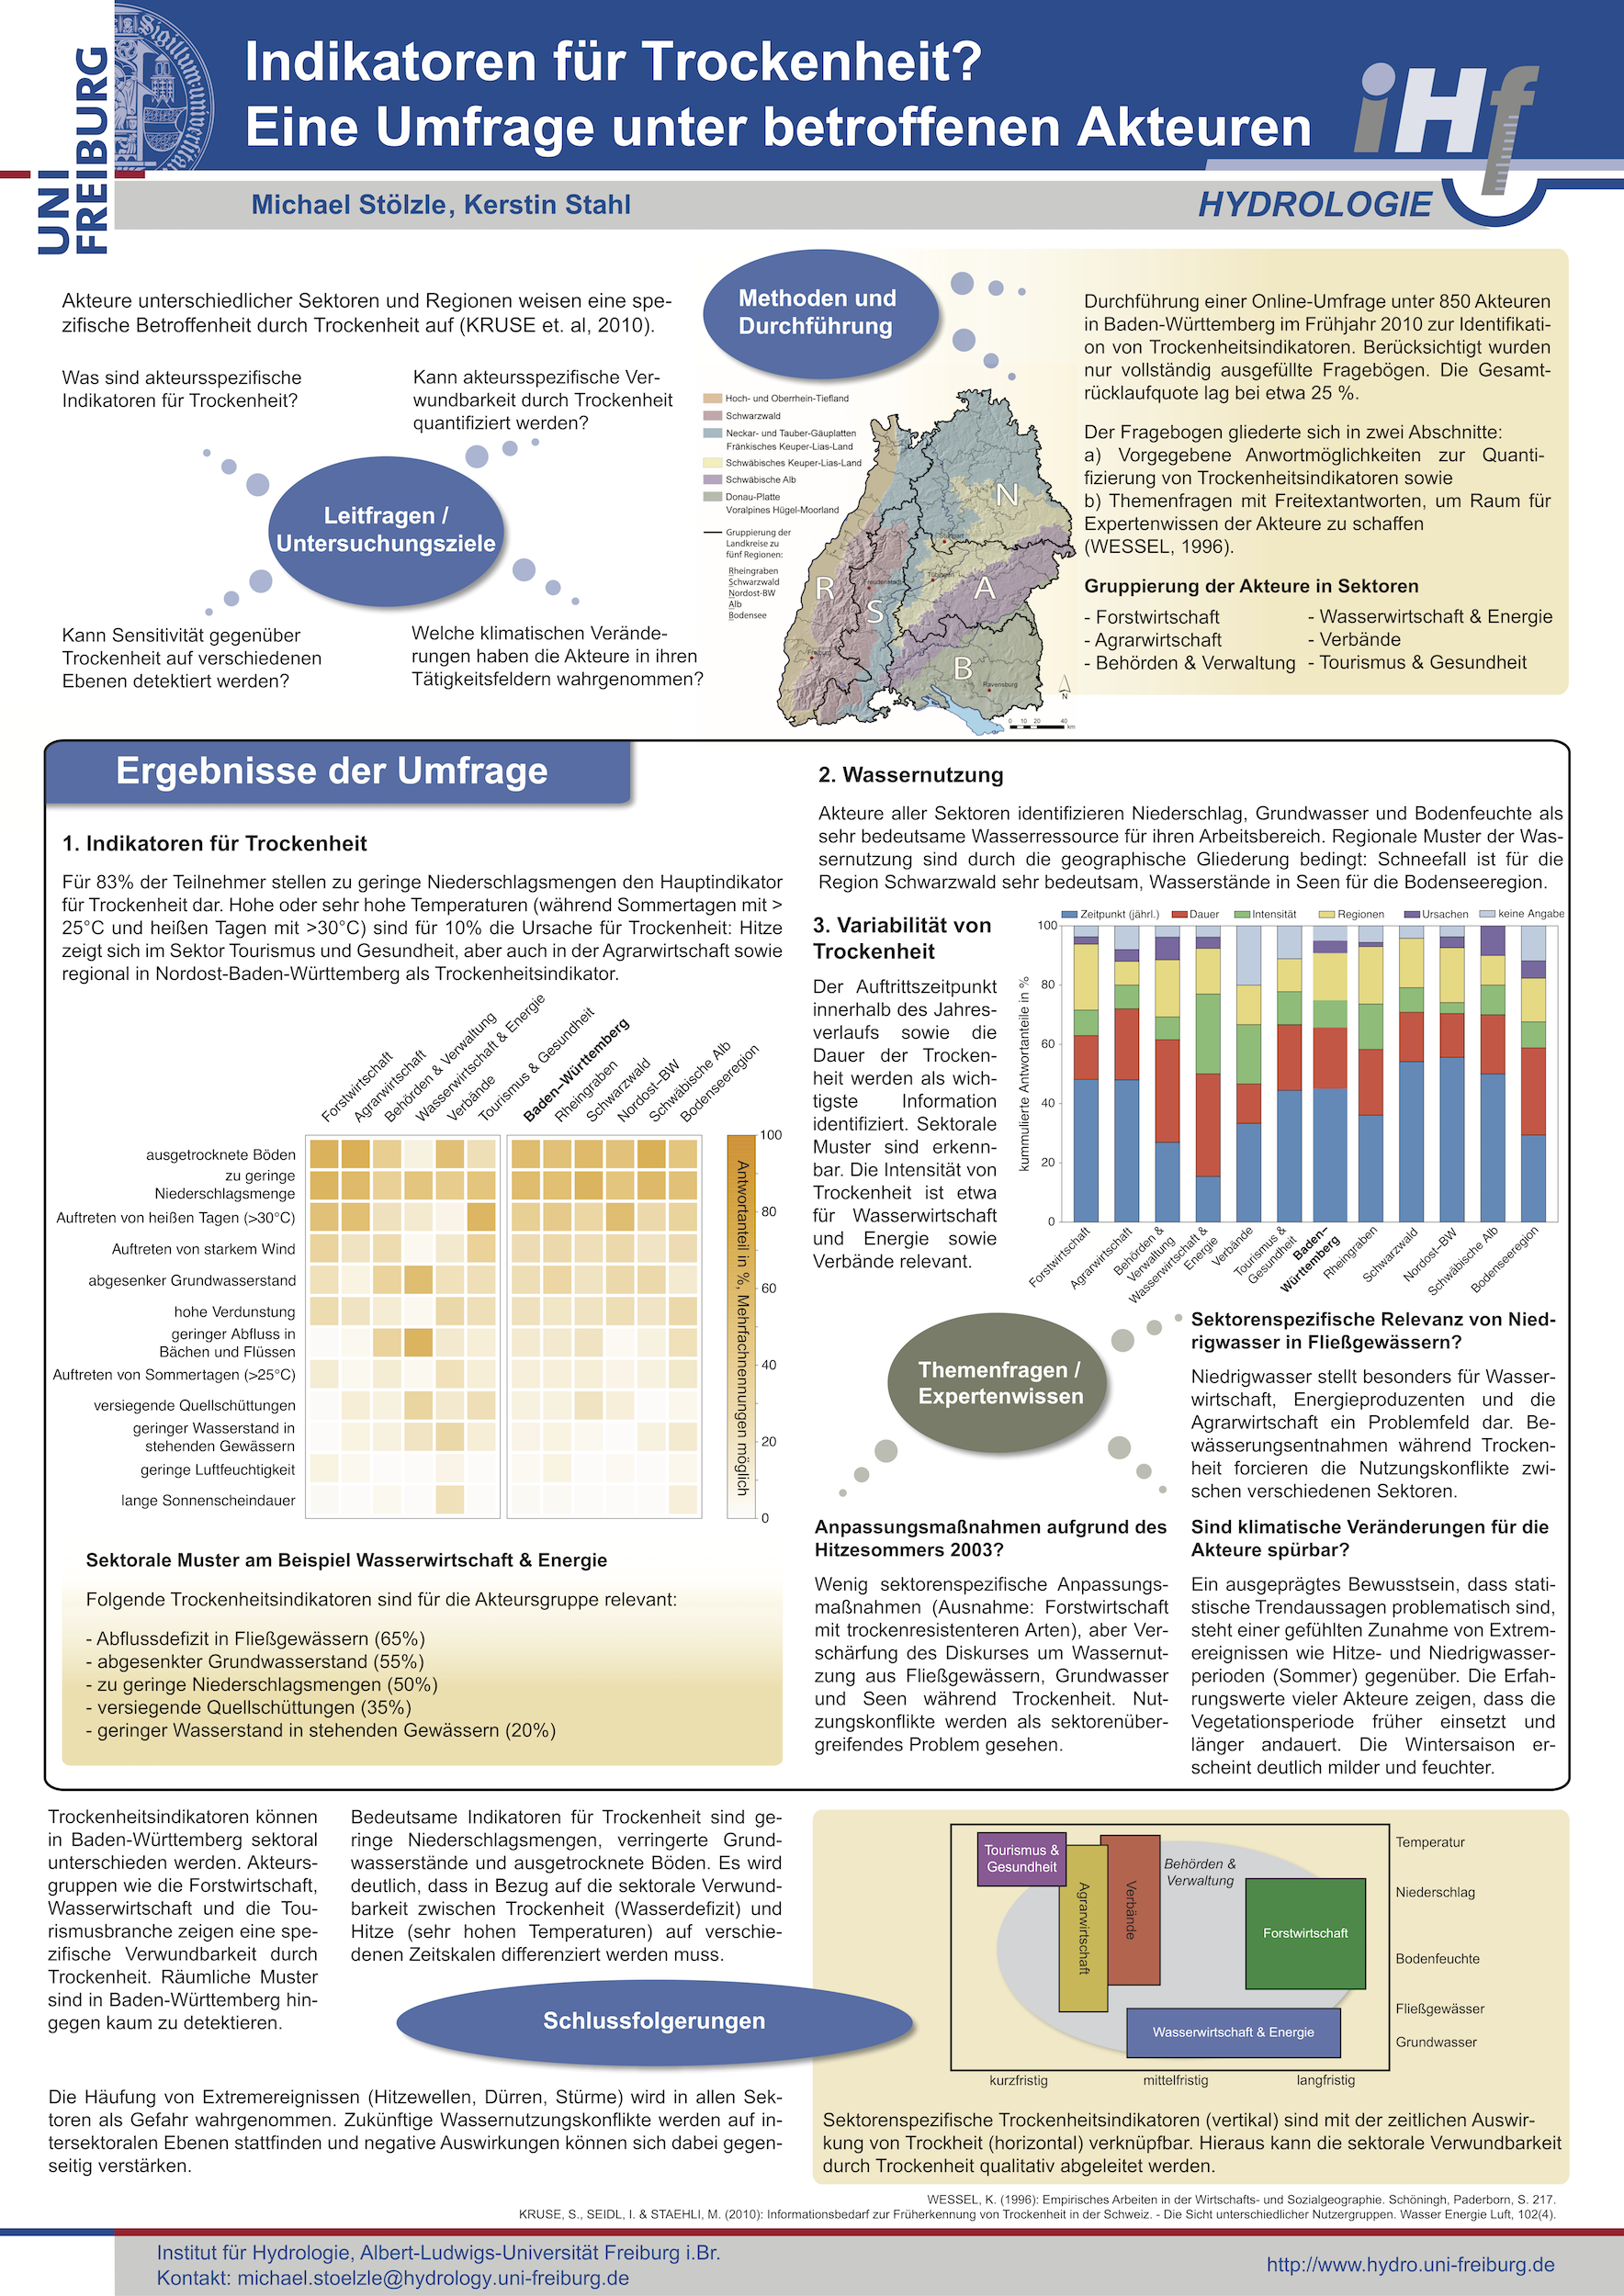 UNI
FREIBURG
Indikatoren für Trockenheit?
Eine Umfrage unter betroffenen Akteuren
iHf
Michael Stölzle, Kerstin Stahl
HYDROLOGIE
Akteure unterschiedlicher Sektoren und Regionen weisen eine spe-
zifische Betroffenheit durch Trockenheit auf (KRUSE et. al, 2010).
Was sind akteursspezifische
Indikatoren für Trockenheit?
Kann akteursspezifische Ver-
wundbarkeit durch Trockenheit
quantifiziert werden?
Leitfragen /
Untersuchungsziele
Kann Sensitivität gegenüber
Trockenheit auf verschiedenen
Ebenen detektiert werden?
Welche klimatischen Verände-
rungen haben die Akteure in ihren
Tätigkeitsfeldern wahrgenommen?
Methoden und
Durchführung
Hoch- und Oberrhein-Tiefland
Schwarzwald
Neckar- und Tauber-Gäuplatten
Fränkisches Keuper-Lias-Land
Schwäbisches Keuper-Lias-Land
Schwäbische Alb
Donau-Platte
Voralpines Hügel-Moorland
Gruppierung der
Landkreise zu
fünf Regionen:
Rheingraben
Schwarzwald
Nordost-BW
Alb
Bodensee
N
R
S
A
B
Stuttgart
Tübingen
Freudenstadt
Freiburg
Ravensburg
N
0 10 20 40
km
Durchführung einer Online-Umfrage unter 850 Akteuren
in Baden-Württemberg im Frühjahr 2010 zur Identifikati-
on von Trockenheitsindikatoren. Berücksichtigt wurden
nur vollständig ausgefüllte Fragebögen. Die Gesamt-
rücklaufquote lag bei etwa 25 %.
Der Fragebogen gliederte sich in zwei Abschnitte:
a) Vorgegebene Anwortmöglichkeiten zur Quanti-
fizierung von Trockenheitsindikatoren sowie
b) Themenfragen mit Freitextantworten, um Raum für
Expertenwissen der Akteure zu schaffen
(WESSEL, 1996).
Gruppierung der Akteure in Sektoren
- Forstwirtschaft
- Agrarwirtschaft
- Behörden & Verwaltung
- Wasserwirtschaft & Energie
- Verbände
- Tourismus & Gesundheit
Ergebnisse der Umfrage
1. Indikatoren für Trockenheit
Für 83% der Teilnehmer stellen zu geringe Niederschlagsmengen den Hauptindikator
für Trockenheit dar. Hohe oder sehr hohe Temperaturen (während Sommertagen mit >
25°C und heißen Tagen mit >30°C) sind für 10% die Ursache für Trockenheit: Hitze
zeigt sich im Sektor Tourismus und Gesundheit, aber auch in der Agrarwirtschaft sowie
regional in Nordost-Baden-Württemberg als Trockenheitsindikator.
Forstwirtschaft
Agrarwirtschaft
Behörden & Verwaltung
Wasserwirtschaft & Energie
Verbände
Tourismus & Gesundheit
Baden–Württemberg
Rheingraben
Schwarzwald
Nordost–BW
Schwäbische Alb
Bodenseeregion
ausgetrocknete Böden
zu geringe
Niederschlagsmenge
Auftreten von heißen Tagen (>30°C)
Auftreten von starkem Wind
abgesenker Grundwasserstand
hohe Verdunstung
geringer Abfluss in
Bächen und Flüssen
Auftreten von Sommertagen (>25°C)
versiegende Quellschüttungen
geringer Wasserstand in
stehenden Gewässern
geringe Luftfeuchtigkeit
lange Sonnenscheindauer
Antwortanteil in %, Mehrfachnennungen möglich
100
80
60
40
20
0
Sektorale Muster am Beispiel Wasserwirtschaft & Energie
Folgende Trockenheitsindikatoren sind für die Akteursgruppe relevant:
- Abflussdefizit in Fließgewässern (65%)
- abgesenkter Grundwasserstand (55%)
- zu geringe Niederschlagsmengen (50%)
- versiegende Quellschüttungen (35%)
- geringer Wasserstand in stehenden Gewässern (20%)
2. Wassernutzung
Akteure aller Sektoren identifizieren Niederschlag, Grundwasser und Bodenfeuchte als
sehr bedeutsame Wasserressource für ihren Arbeitsbereich. Regionale Muster der Was-
sernutzung sind durch die geographische Gliederung bedingt: Schneefall ist für die
Region Schwarzwald sehr bedeutsam, Wasserstände in Seen für die Bodenseeregion.
3. Variabilität von
Trockenheit
Der Auftrittszeitpunkt
innerhalb des Jahres-
verlaufs sowie die
Dauer der Trocken-
heit werden als wich-
tigste Information
identifiziert. Sektorale
Muster sind erkenn-
bar. Die Intensität von
Trockenheit ist etwa
für Wasserwirtschaft
und Energie sowie
Verbände relevant.
Zeitpunkt (jährl.) Dauer Intensität Regionen Ursachen keine Angabe
kummulierte Antwortanteile in %
100
80
60
40
20
0
Forstwirtschaft
Agrarwirtschaft
Behörden &
Verwaltung
Wasserwirtschaft &
Energie
Verbände
Tourismus &
Gesundheit
Baden–
Württemberg
Rheingraben
Schwarzwald
Nordost–BW
Schwäbische Alb
Bodenseeregion
Themenfragen /
Expertenwissen
Sektorenspezifische Relevanz von Nied-
rigwasser in Fließgewässern?
Niedrigwasser stellt besonders für Wasser-
wirtschaft, Energieproduzenten und die
Agrarwirtschaft ein Problemfeld dar. Be-
wässerungsentnahmen während Trocken-
heit forcieren die Nutzungskonflikte zwi-
schen verschiedenen Sektoren.
Anpassungsmaßnahmen aufgrund des
Hitzesommers 2003?
Wenig sektorenspezifische Anpassungs-
maßnahmen (Ausnahme: Forstwirtschaft
mit trockenresistenteren Arten), aber Ver-
schärfung des Diskurses um Wassernut-
zung aus Fließgewässern, Grundwasser
und Seen während Trockenheit. Nut-
zungskonflikte werden als sektorenüber-
greifendes Problem gesehen.
Sind klimatische Veränderungen für die
Akteure spürbar?
Ein ausgeprägtes Bewusstsein, dass stati-
stische Trendaussagen problematisch sind,
steht einer gefühlten Zunahme von Extrem-
ereignissen wie Hitze- und Niedrigwasser-
perioden (Sommer) gegenüber. Die Erfah-
rungswerte vieler Akteure zeigen, dass die
Vegetationsperiode früher einsetzt und
länger andauert. Die Wintersaison er-
scheint deutlich milder und feuchter.
Trockenheitsindikatoren können
in Baden-Württemberg sektoral
unterschieden werden. Akteurs-
gruppen wie die Forstwirtschaft,
Wasserwirtschaft und die Tou-
rismusbranche zeigen eine spe-
zifische Verwundbarkeit durch
Trockenheit. Räumliche Muster
sind in Baden-Württemberg hin-
gegen kaum zu detektieren.
Bedeutsame Indikatoren für Trockenheit sind ge-
ringe Niederschlagsmengen, verringerte Grund-
wasserstände und ausgetrocknete Böden. Es wird
deutlich, dass in Bezug auf die sektorale Verwund-
barkeit zwischen Trockenheit (Wasserdefizit) und
Hitze (sehr hohen Temperaturen) auf verschie-
denen Zeitskalen differenziert werden muss.
Schlussfolgerungen
Die Häufung von Extremereignissen (Hitzewellen, Dürren, Stürme) wird in allen Sek-
toren als Gefahr wahrgenommen. Zukünftige Wassernutzungskonflikte werden auf in-
tersektoralen Ebenen stattfinden und negative Auswirkungen können sich dabei gegen-
seitig verstärken.
Tourismus &
Gesundheit
Agrarwirtschaft
Verbände
Behörden &
Verwaltung
Forstwirtschaft
Wasserwirtschaft & Energie
Temperatur
Niederschlag
Bodenfeuchte
Fließgewässer
Grundwasser
kurzfristig mittelfristig langfristig
Sektorenspezifische Trockenheitsindikatoren (vertikal) sind mit der zeitlichen Auswir-
kung von Trockheit (horizontal) verknüpfbar. Hieraus kann die sektorale Verwundbarkeit
durch Trockenheit qualitativ abgeleitet werden.
WESSEL, K. (1996): Empirisches Arbeiten in der Wirtschafts- und Sozialgeographie. Schöningh, Paderborn, S. 217.
KRUSE, S., SEIDL, I. & STAEHLI, M. (2010): Informationsbedarf zur Früherkennung von Trockenheit in der Schweiz. - Die Sicht unterschiedlicher Nutzergruppen. Wasser Energie Luft, 102(4).
Institut für Hydrologie, Albert-Ludwigs-Universität Freiburg i.Br.
Kontakt: michael.stoelzle@hydrology.uni-freiburg.de
http://www.hydro.uni-freiburg.de